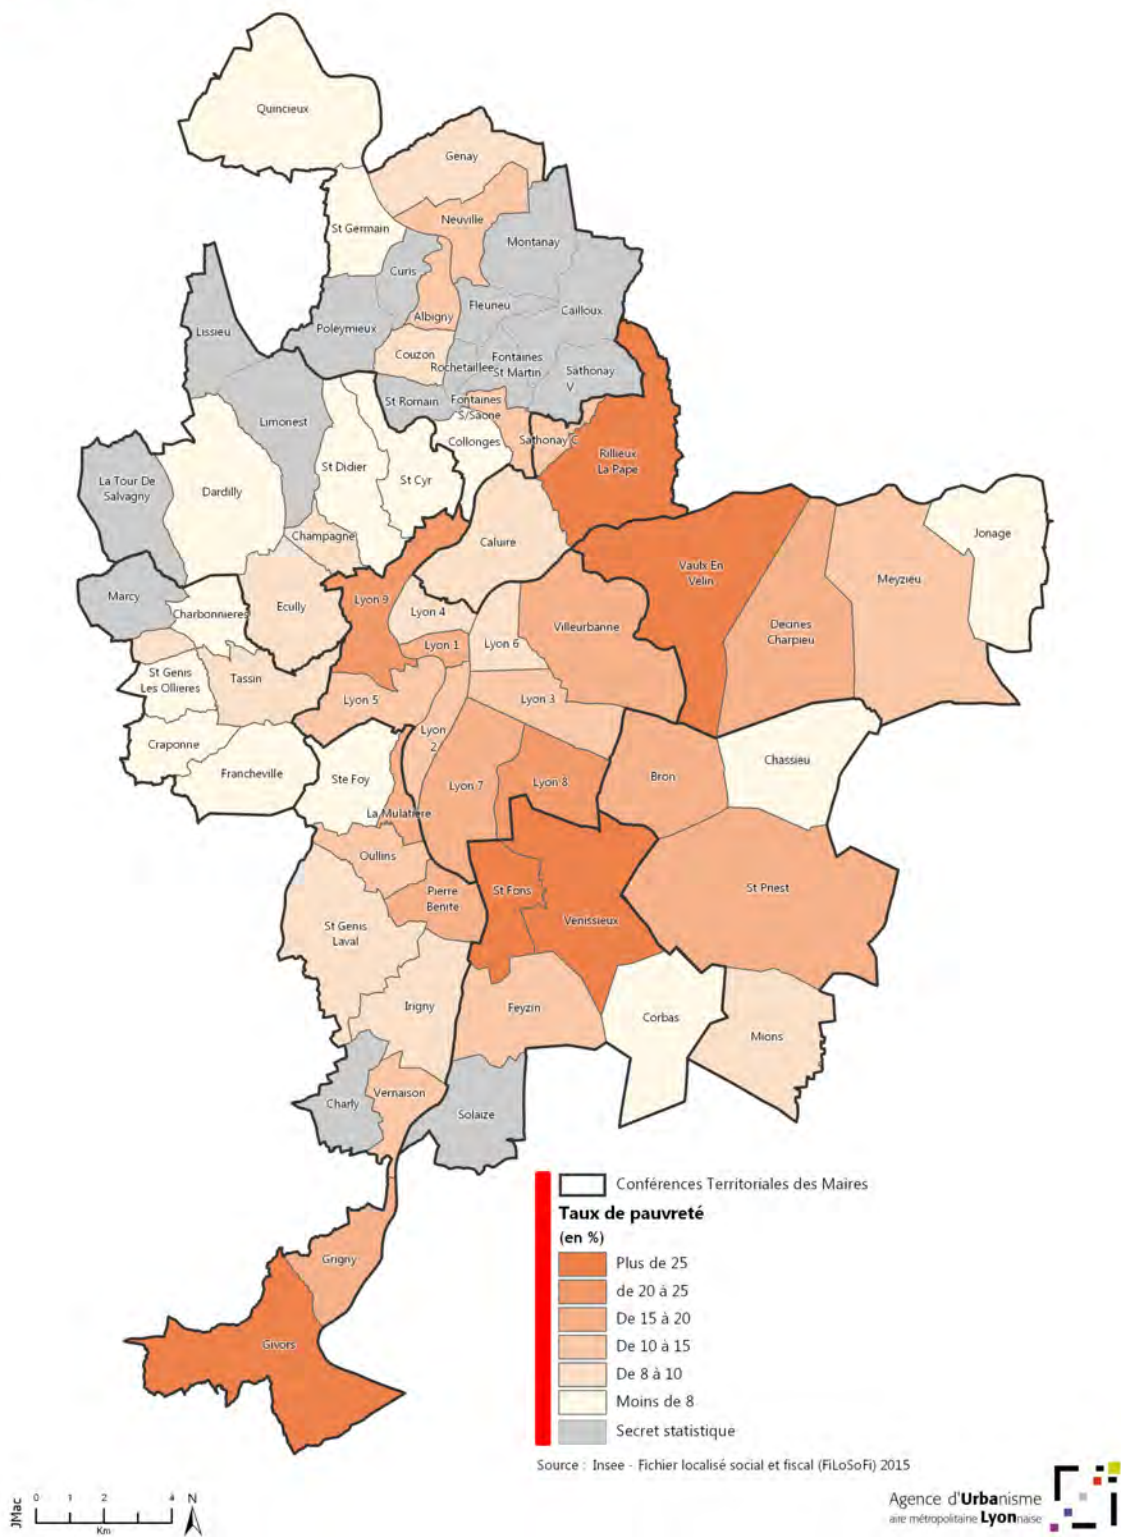 Quincieux
Genay
Neuville
St Germain
Montanay
Curis
Fleuneu
Cailloux
Albigny
Poleymieux
Lissieu
Couzon
Rochetaillee
Fontaines
St Martin
Sathonay
V
St Romain
Fontaines
S/Saone
Limonest
Collonges
Sathonay C
Rillieux
La Pape
St Didier
St Cyr
La Tour De
Salvagny
Dardilly
Champagne
Caluire
Jonage
Vaulx En
Velin
Meyzieu
Marcy
Charbonnieres
Ecully
Lyon 9
Lyon 4
Villeurbanne
Decines
Charpieu
Lyon 1
Lyon 6
St Genis
Les Ollieres
Tassin
Lyon 5
Lyon 3
Craponne
Lyon
2
Francheville
Ste Foy
Lyon 7
Lyon 8
Bron
Chassieu
La Mulatiere
Oullins
Pierre
Benite
St Fons
St Priest
Venissieux
St Genis
Laval
Irigny
Feyzin
Corbas
Mions
Charly
Vernaison
Solaize
Grigny
Givors
Conférences Territoriales des Maires
Taux de pauvreté
(en %)
Plus de 25
de 20 à 25
De 15 à 20
De 10 à 15
De 8 à 10
Moins de 8
Secret statistique
Source : Insee - Fichier localisé social et fiscal (FiLoSoFi) 2015
JMac
0 1 2 4
Km
N
Agence d'Urbanisme
aire métropolitaine Lyonnaise